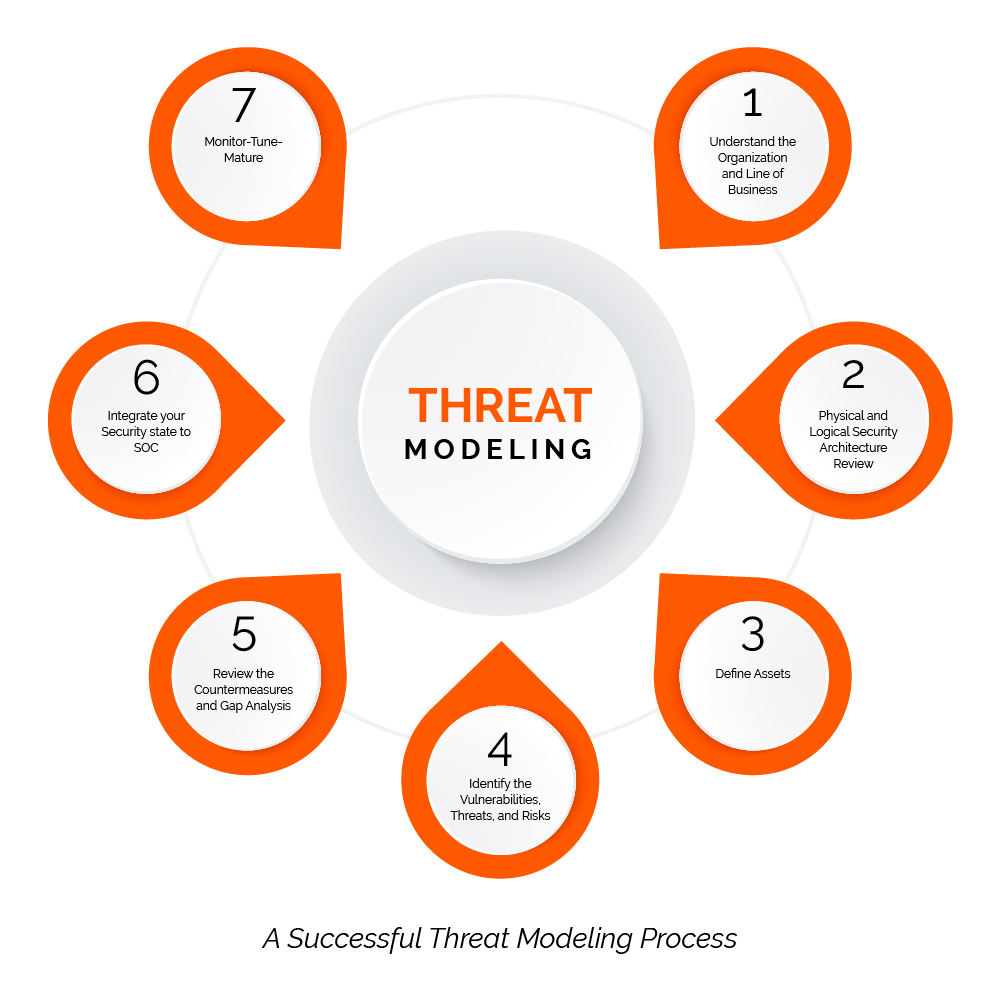 7
Monitor-Tune-
Mature
1
Understand the
Organization
and Line of
Business
6
Integrate your
Security state to
SOC
THREAT
MODELING
2
Physical and
Logical Security
Architecture
Review
5
Review the
Countermeasures
and Gap Analysis
3
Define Assets
4
Identify the
Vulnerabilities,
Threats, and Risks
A Successful Threat Modeling Process